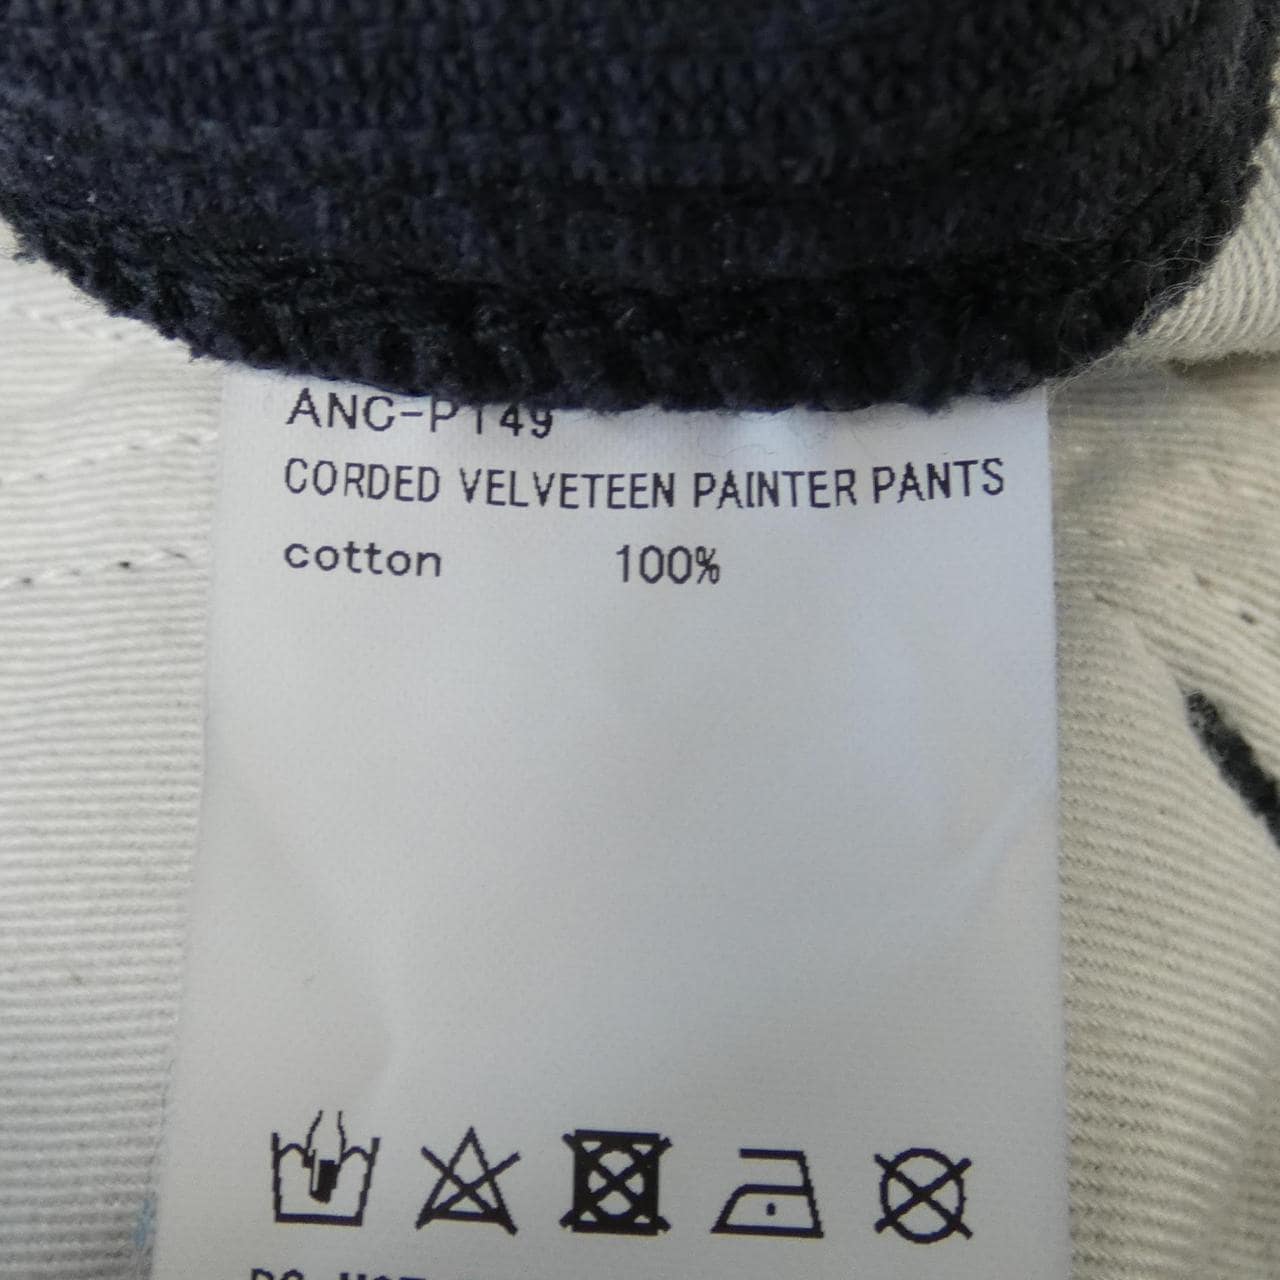 ANC-P149
CORDED VELVETEEN PAINTER PANTS
cotton 100%